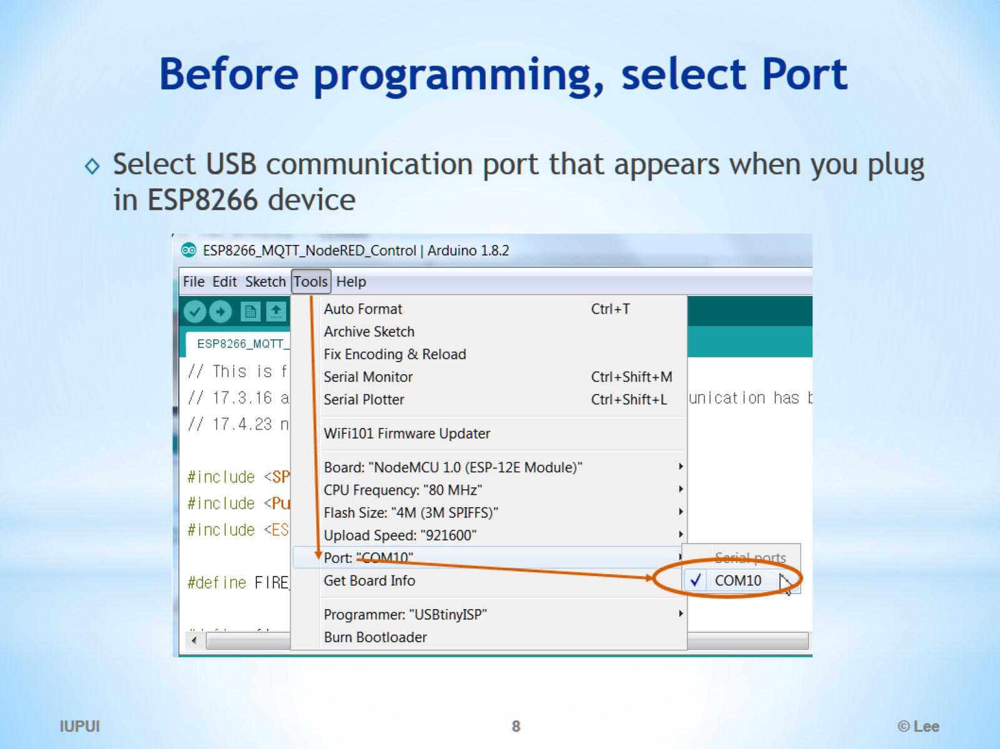 Before programming, select Port
◇ Select USB communication port that appears when you plug
in ESP8266 device
ESP8266_MQTT_NodeRED_Control | Arduino 1.8.2
File Edit Sketch Tools Help
Auto Format Ctrl+T
Archive Sketch
ESP8266_MQTT_
Fix Encoding & Reload
// This is f
Serial Monitor Ctrl+Shift+M
// 17.3.16 a
Serial Plotter Ctrl+Shift+L
unication has b
// 17.4.23 n
WiFi101 Firmware Updater
Board: "NodeMCU 1.0 (ESP-12E Module)"
#include <SP
CPU Frequency: "80 MHz"
#include <Pu
Flash Size: "4M (3M SPIFFS)"
#include <ES
Upload Speed: "921600"
Port: "COM10"
Serial ports
#define FIRE_
Get Board Info
COM10
Programmer: "USBtinyISP"
Burn Bootloader
IUPUI 8 © Lee